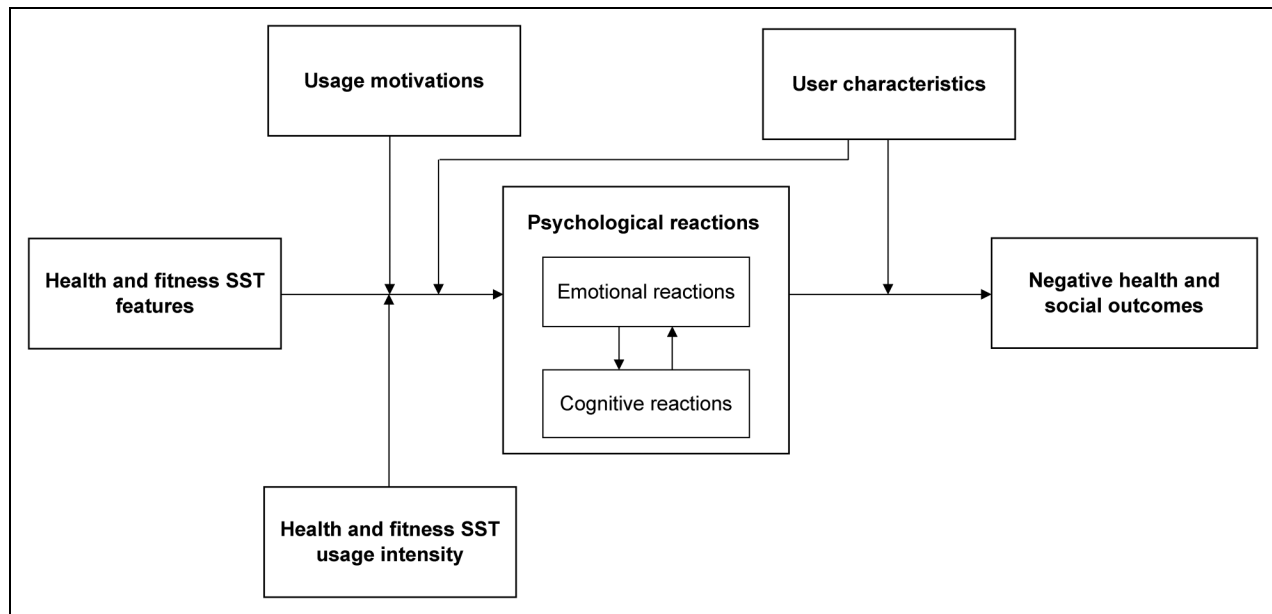 Usage motivations
User characteristics
Psychological reactions
Health and fitness SST
features
Emotional reactions
Cognitive reactions
Negative health and
social outcomes
Health and fitness SST
usage intensity